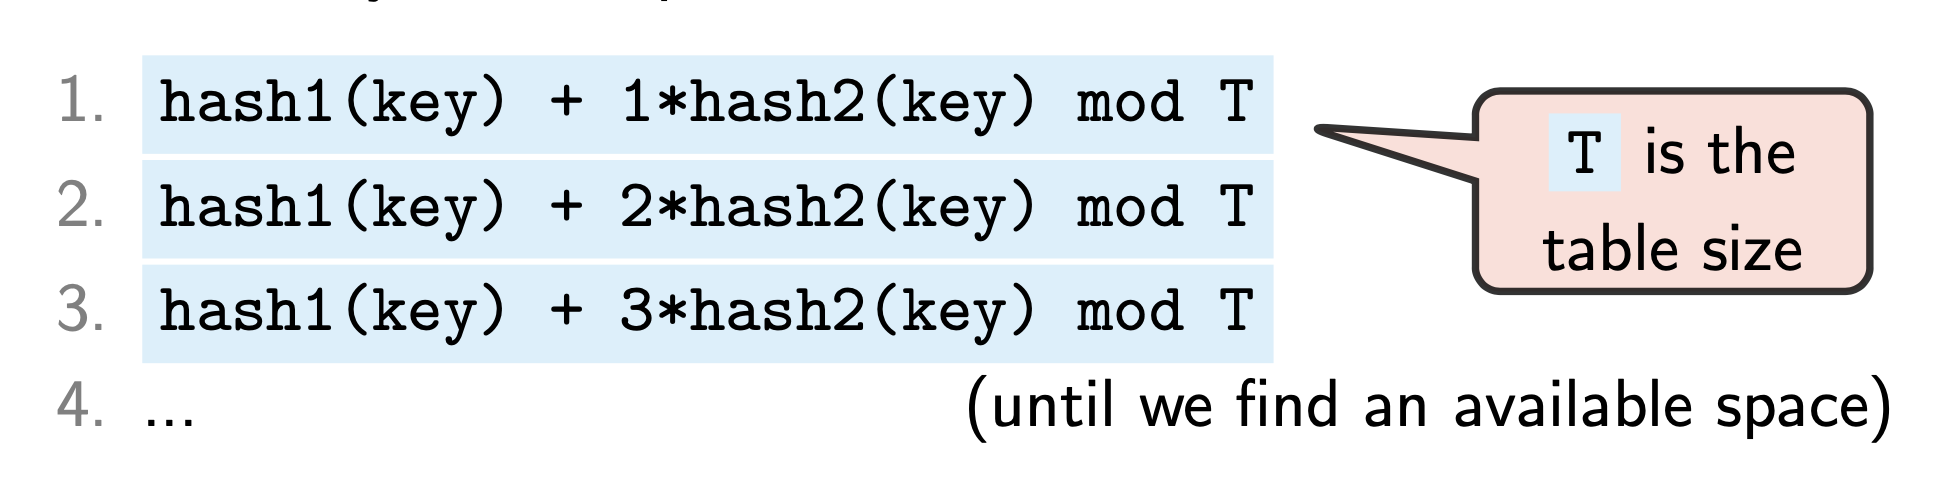 1. hash1(key) + 1*hash2(key) mod T
2. hash1(key) + 2*hash2(key) mod T
3. hash1(key) + 3*hash2(key) mod T
4. ... (until we find an available space)
T is the
table size